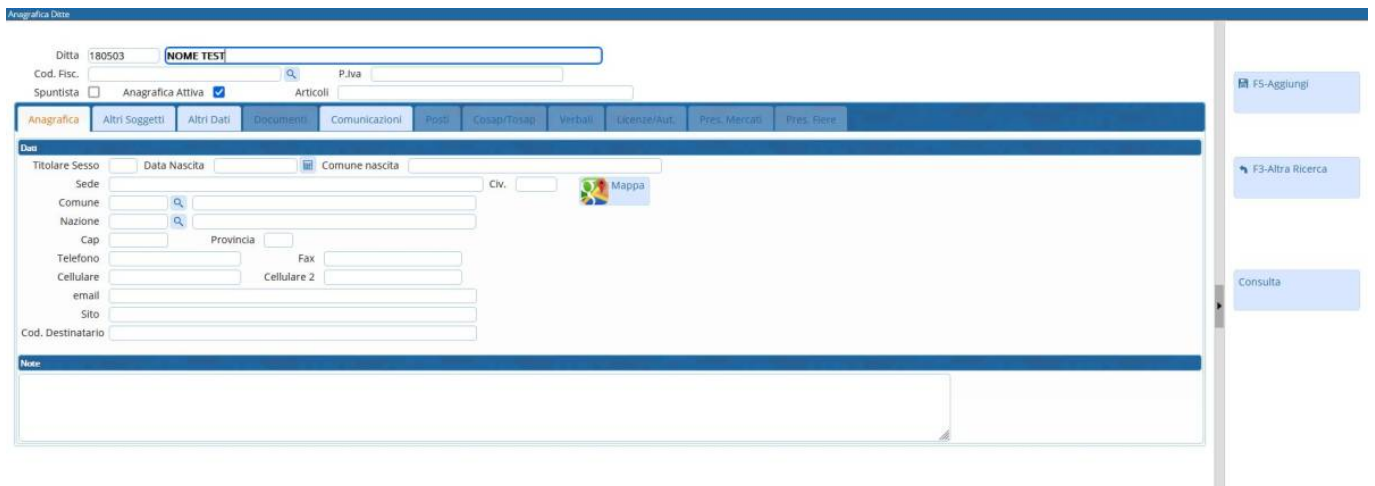 Anagrafica Ditte
Ditta 180503 NOME TEST
Cod. Fisc. P.Iva
Spuntista Anagrafica Attiva Articoli
Anagrafica Altri Soggetti Altri Dati Documenti Comunicazioni Posti Cosap/Tosap Verbali Licenze/Aut. Pres. Mercati Pres. Fiere
Dati
Titolare Sesso Data Nascita Comune nascita
Sede Civ. Mappa
Comune
Nazione
Cap Provincia
Telefono Fax
Cellulare Cellulare 2
email
Sito
Cod. Destinatario
Note
F5-Aggiungi
F3-Altra Ricerca
Consulta